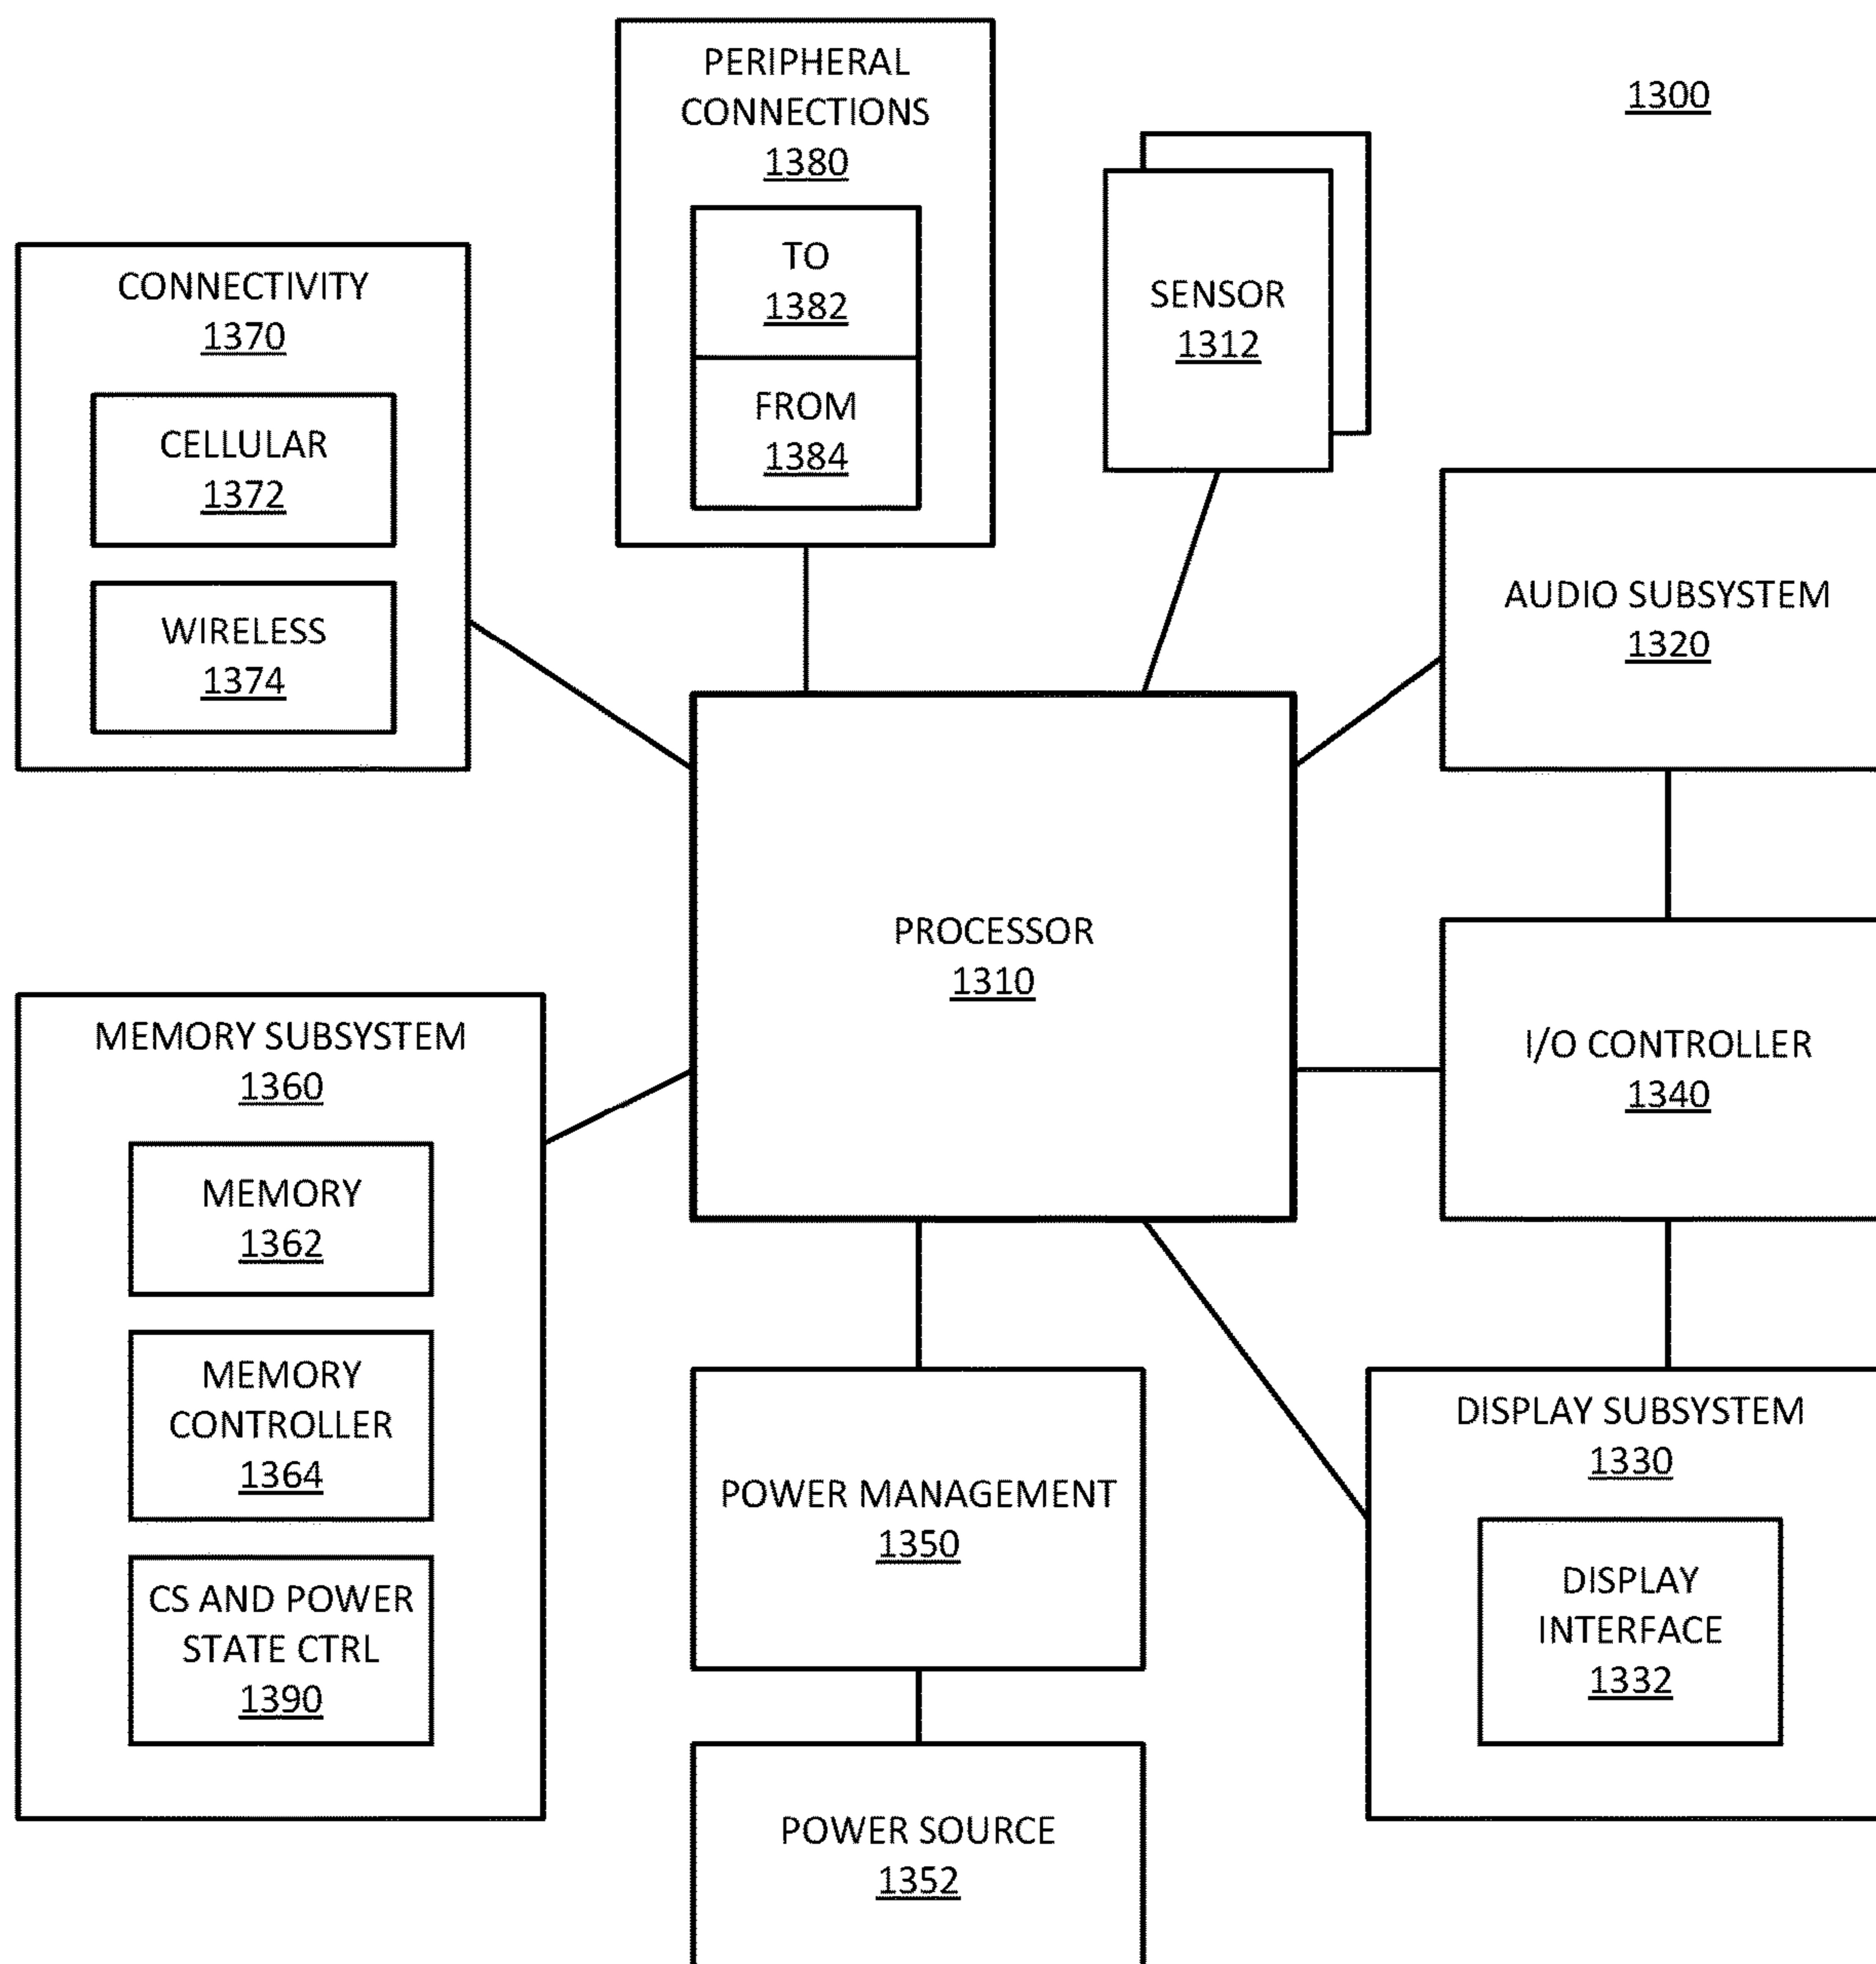 PERIPHERAL
CONNECTIONS
1380
TO
1382
FROM
1384
1300
SENSOR
1312
CONNECTIVITY
1370
CELLULAR
1372
WIRELESS
1374
AUDIO SUBSYSTEM
1320
PROCESSOR
1310
I/O CONTROLLER
1340
MEMORY SUBSYSTEM
1360
MEMORY
1362
MEMORY
CONTROLLER
1364
CS AND POWER
STATE CTRL
1390
POWER MANAGEMENT
1350
POWER SOURCE
1352
DISPLAY SUBSYSTEM
1330
DISPLAY
INTERFACE
1332